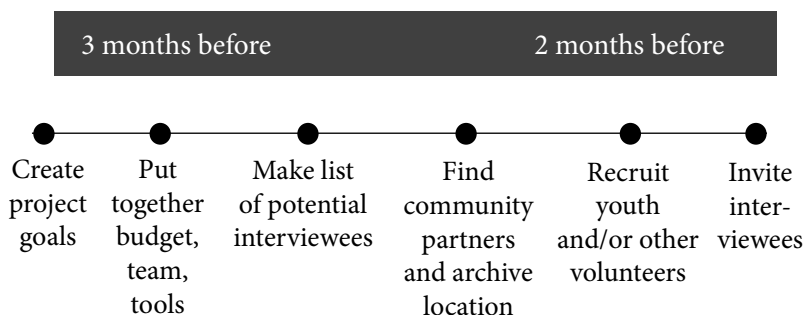 3 months before
2 months before
Create
project
goals
Put
together
budget,
team,
tools
Make list
of potential
interviewees
Find
community
partners
and archive
location
Recruit
youth
and/or other
volunteers
Invite
inter-
viewees